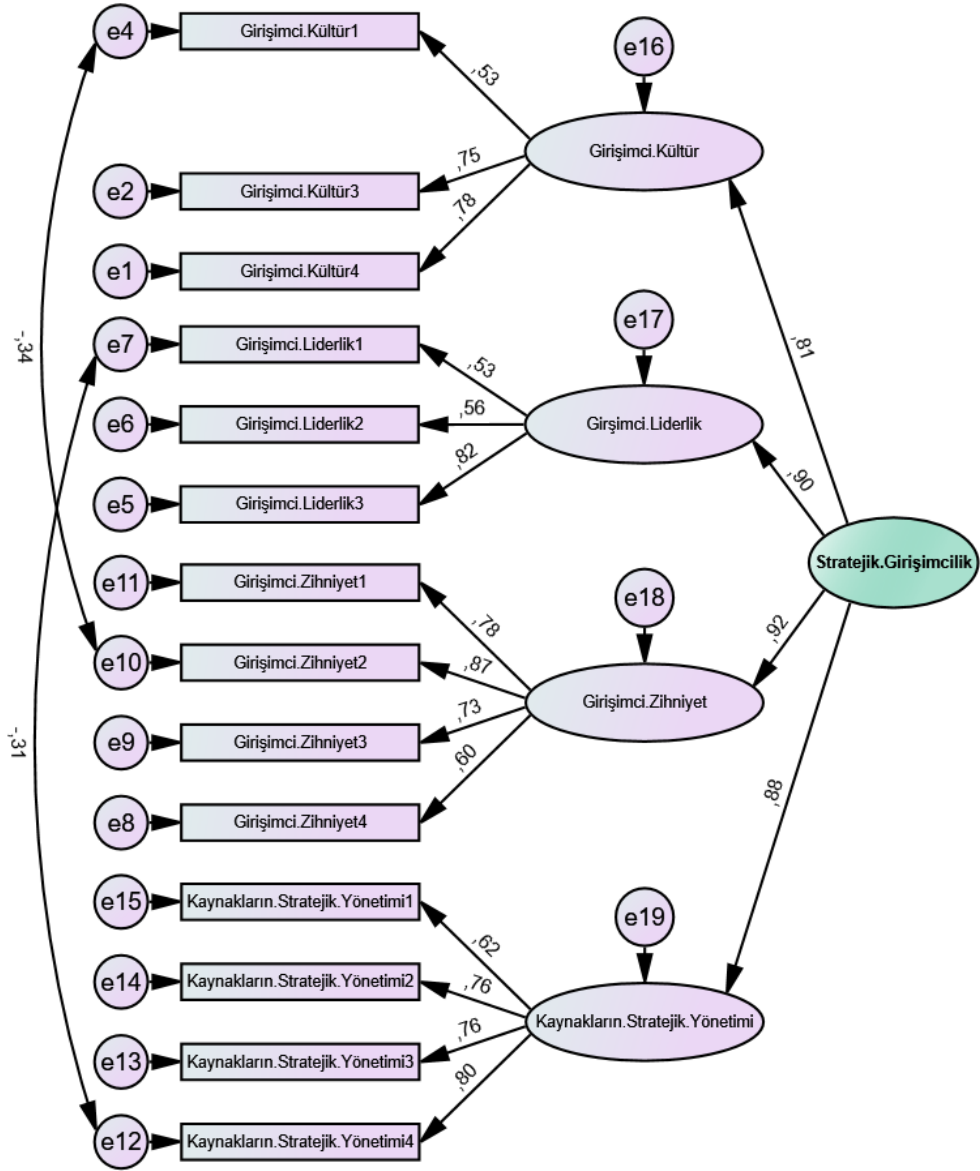 e4
Girişimci.Kültür1
e16
,53
Girişimci.Kültür
e2
Girişimci.Kültür3
,75
,78
e1
Girişimci.Kültür4
e7
Girişimci.Liderlik1
e17
-,34
,81
,53
e6
Girişimci.Liderlik2
,56
Girşimci.Liderlik
,82
,90
e5
Girişimci.Liderlik3
Stratejik.Girişimcilik
e11
Girişimci.Zihniyet1
e18
,78
,92
e10
Girişimci.Zihniyet2
,87
Girişimci.Zihniyet
,73
e9
Girişimci.Zihniyet3
-,31
,60
,88
e8
Girişimci.Zihniyet4
e15
Kaynakların.Stratejik.Yönetimi1
e19
,62
e14
Kaynakların.Stratejik.Yönetimi2
,76
Kaynakların.Stratejik.Yönetimi
,76
e13
Kaynakların.Stratejik.Yönetimi3
,80
e12
Kaynakların.Stratejik.Yönetimi4